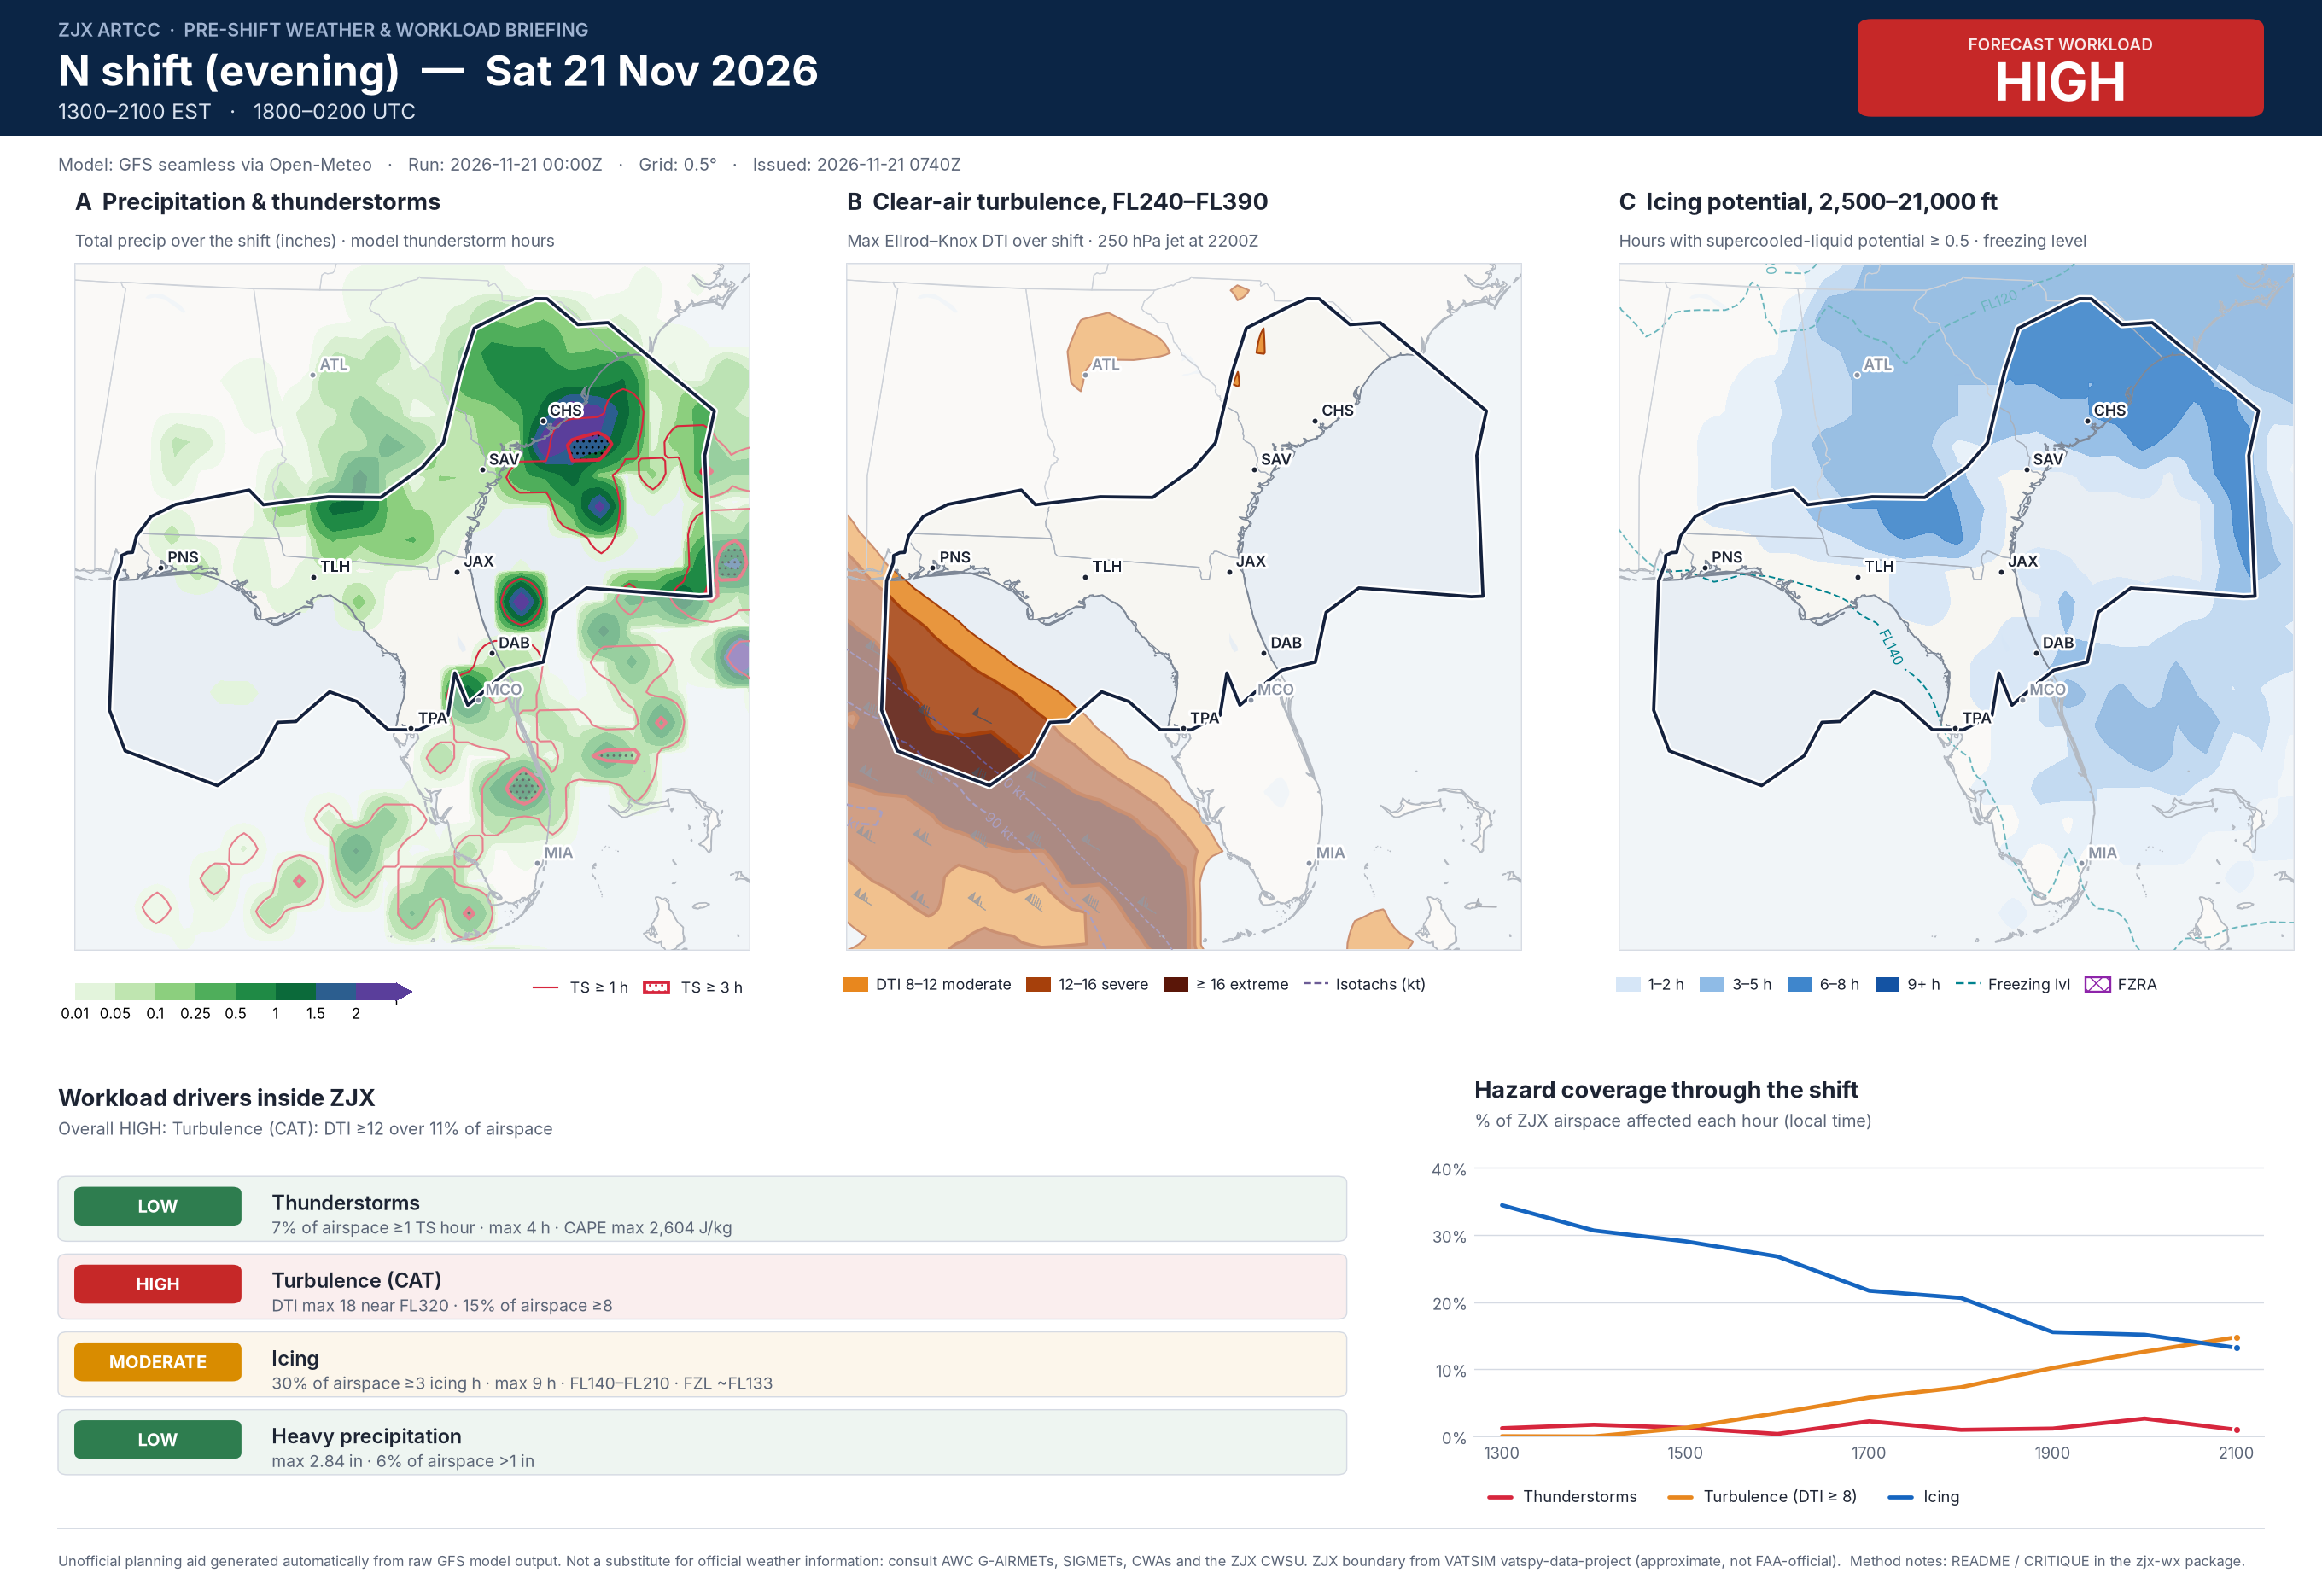 ZJX ARTCC · PRE-SHIFT WEATHER & WORKLOAD BRIEFING
N shift (evening) — Sat 21 Nov 2026
1300–2100 EST · 1800–0200 UTC
FORECAST WORKLOAD
HIGH
Model: GFS seamless via Open-Meteo · Run: 2026-11-21 00:00Z · Grid: 0.5° · Issued: 2026-11-21 0740Z
A Precipitation & thunderstorms
Total precip over the shift (inches) · model thunderstorm hours
ATL
CHS
SAV
PNS
TLH
JAX
DAB
MCO
TPA
MIA
0.01 0.05 0.1 0.25 0.5 1 1.5 2
TS ≥ 1 h
TS ≥ 3 h
B Clear-air turbulence, FL240–FL390
Max Ellrod–Knox DTI over shift · 250 hPa jet at 2200Z
ATL
CHS
SAV
PNS
TLH
JAX
DAB
MCO
TPA
90 kt
MIA
DTI 8–12 moderate
12–16 severe
≥ 16 extreme
Isotachs (kt)
C Icing potential, 2,500–21,000 ft
Hours with supercooled-liquid potential ≥ 0.5 · freezing level
FL120
ATL
CHS
SAV
PNS
TLH
JAX
FL140
DAB
MCO
TPA
MIA
1–2 h
3–5 h
6–8 h
9+ h
Freezing lvl
FZRA
Workload drivers inside ZJX
Overall HIGH: Turbulence (CAT): DTI ≥12 over 11% of airspace
LOW
Thunderstorms
7% of airspace ≥1 TS hour · max 4 h · CAPE max 2,604 J/kg
HIGH
Turbulence (CAT)
DTI max 18 near FL320 · 15% of airspace ≥8
MODERATE
Icing
30% of airspace ≥3 icing h · max 9 h · FL140–FL210 · FZL ~FL133
LOW
Heavy precipitation
max 2.84 in · 6% of airspace >1 in
Hazard coverage through the shift
% of ZJX airspace affected each hour (local time)
40%
30%
20%
10%
0%
1300 1500 1700 1900 2100
Thunderstorms
Turbulence (DTI ≥ 8)
Icing
Unofficial planning aid generated automatically from raw GFS model output. Not a substitute for official weather information: consult AWC G-AIRMETs, SIGMETs, CWAs and the ZJX CWSU. ZJX boundary from VATSIM vatspy-data-project (approximate, not FAA-official). Method notes: README / CRITIQUE in the zjx-wx package.